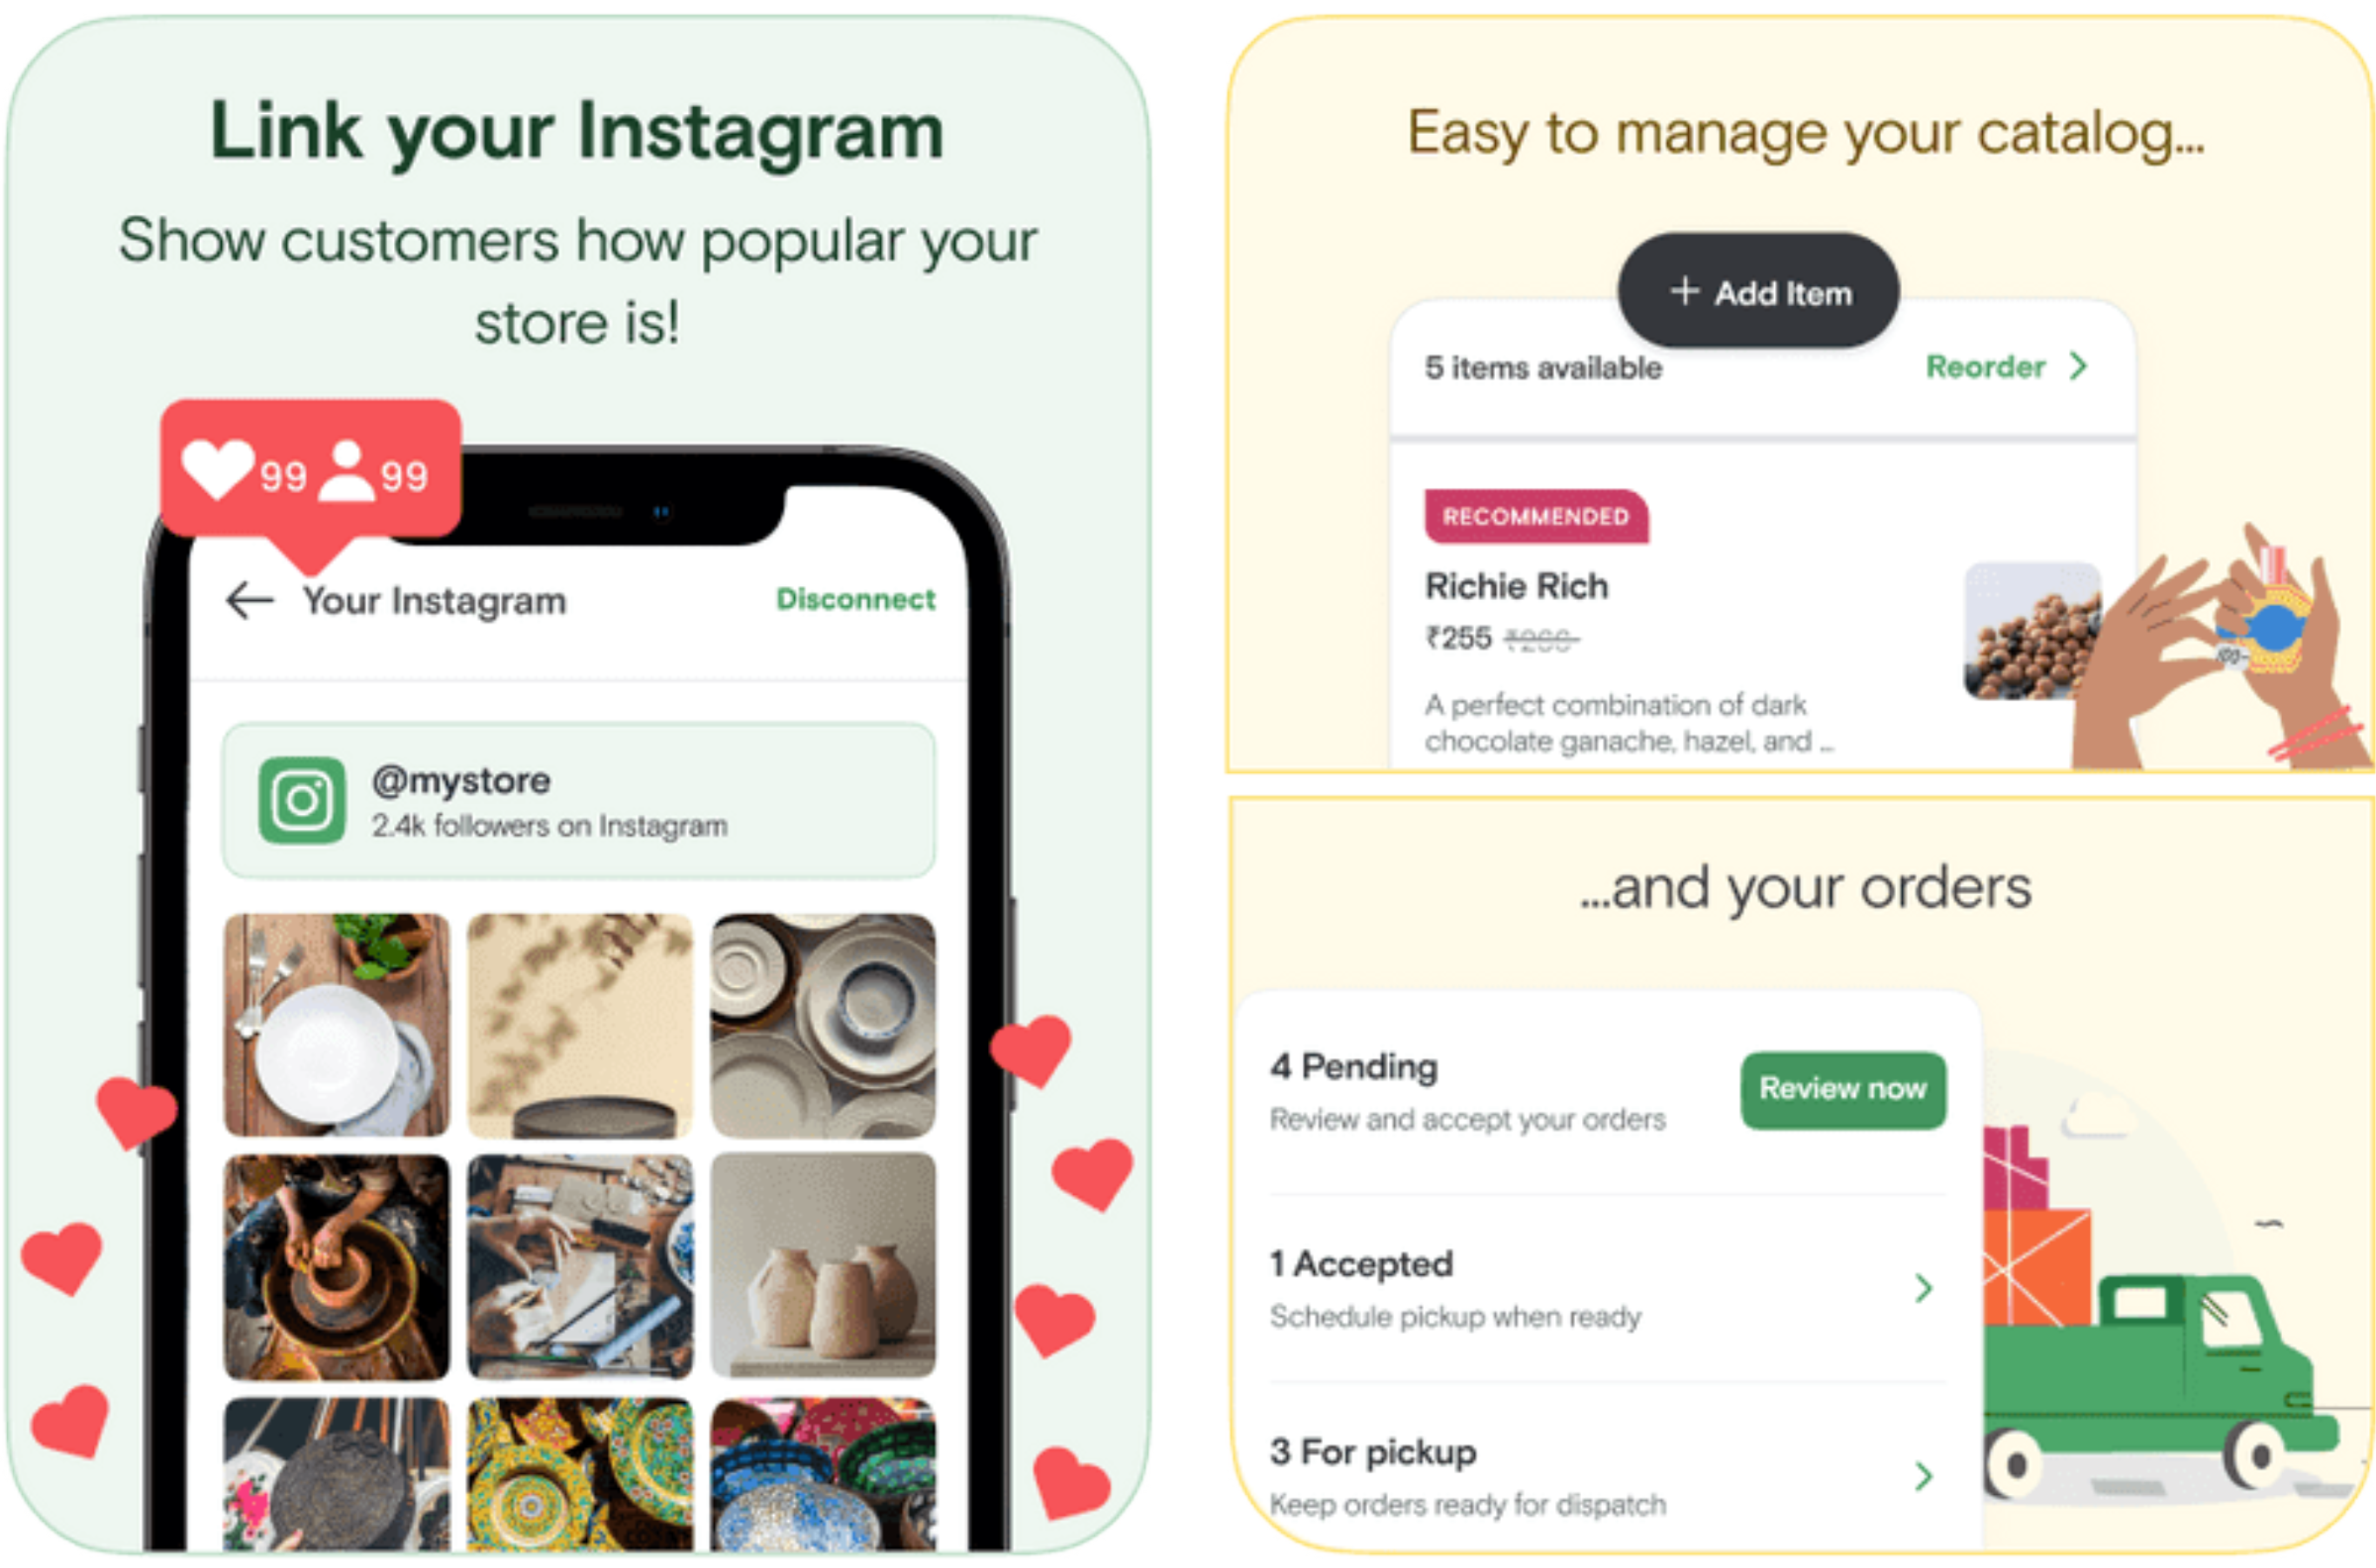 Link your Instagram
Show customers how popular your
store is!
99 99
Your Instagram
Disconnect
@mystore
2.4k followers on Instagram
Easy to manage your catalog...
+ Add Item
5 items available
Reorder
RECOMMENDED
Richie Rich
₹255
A perfect combination of dark
chocolate ganache, hazel, and ...
...and your orders
4 Pending
Review and accept your orders
Review now
1 Accepted
Schedule pickup when ready
3 For pickup
Keep orders ready for dispatch